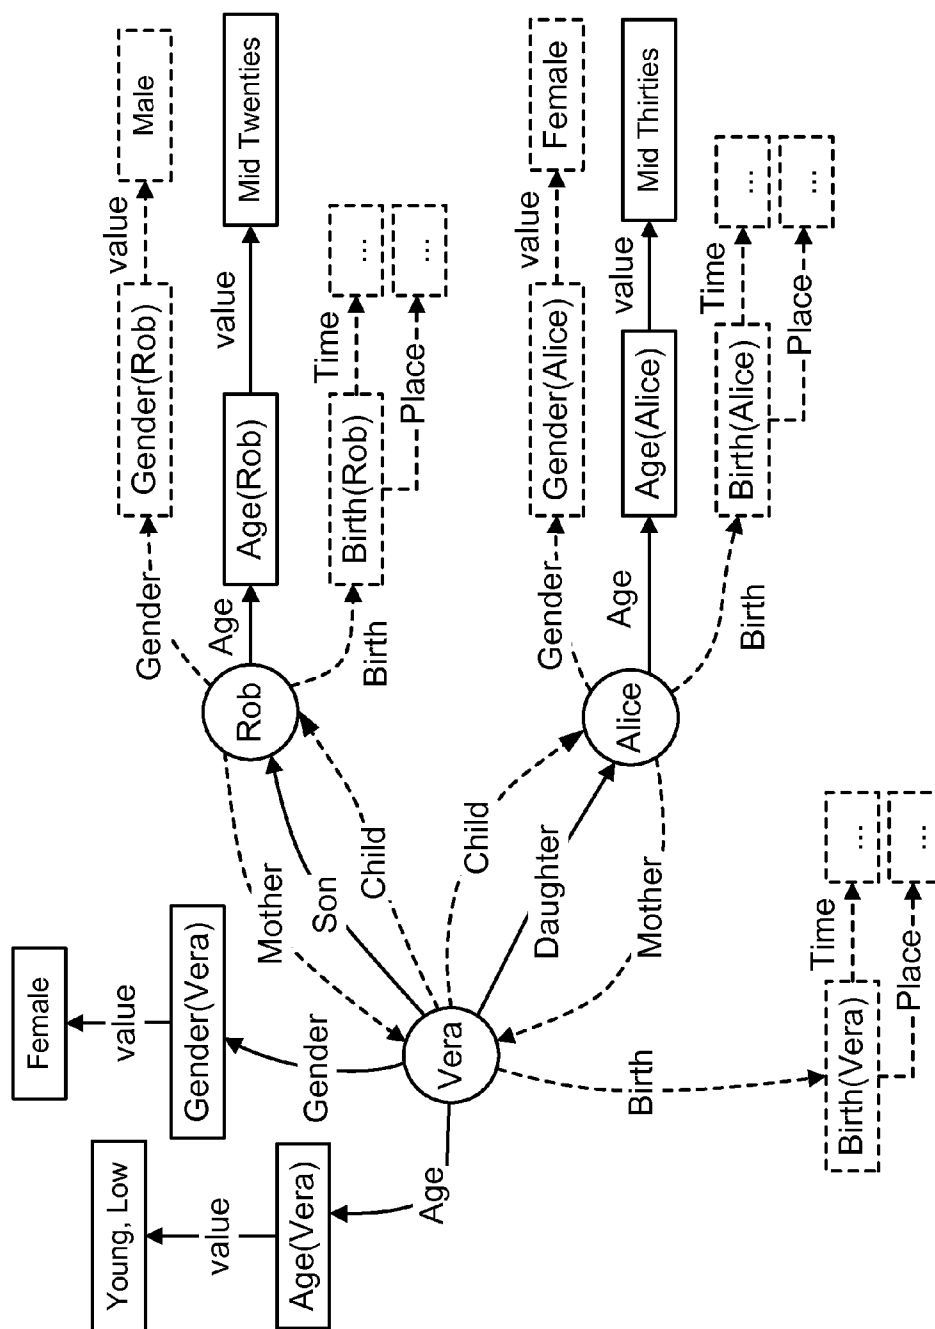 Young, Low
value
Age(Vera)
Age
Female
value
Gender(Vera)
Gender
Vera
Mother
Son
Child
Rob
Gender
Gender(Rob)
value
Male
Age
Age(Rob)
value
Mid Twenties
Birth
Birth(Rob)
Time
...
Place
...
Child
Daughter
Mother
Alice
Gender
Gender(Alice)
value
Female
Age
Age(Alice)
value
Mid Thirties
Birth
Birth(Alice)
Time
...
Place
...
Birth
Birth(Vera)
Time
...
Place
...